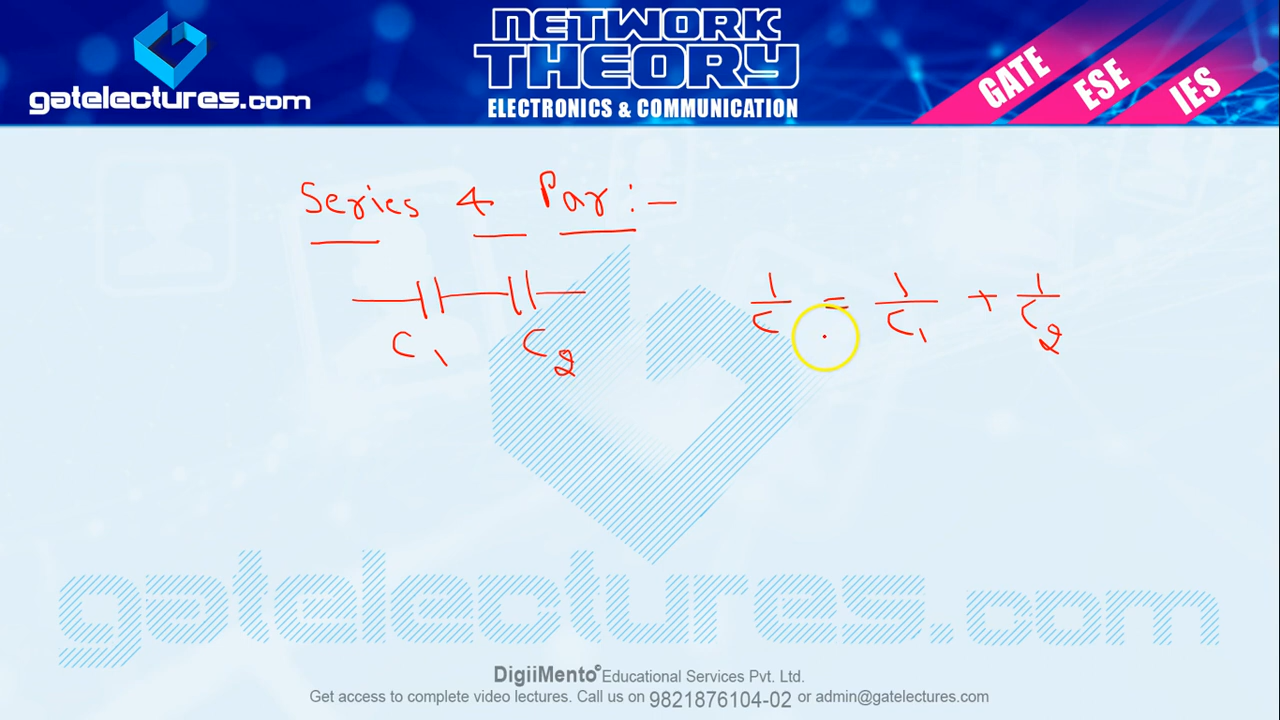 gatelectures.com
NETWORK
THEORY
ELECTRONICS & COMMUNICATION
GATE
ESE
IES
Series & Par :-
C1 C2
1/C = 1/C1 + 1/C2
gatelectures.com
DigiiMento© Educational Services Pvt. Ltd.
Get access to complete video lectures. Call us on 9821876104-02 or admin@gatelectures.com